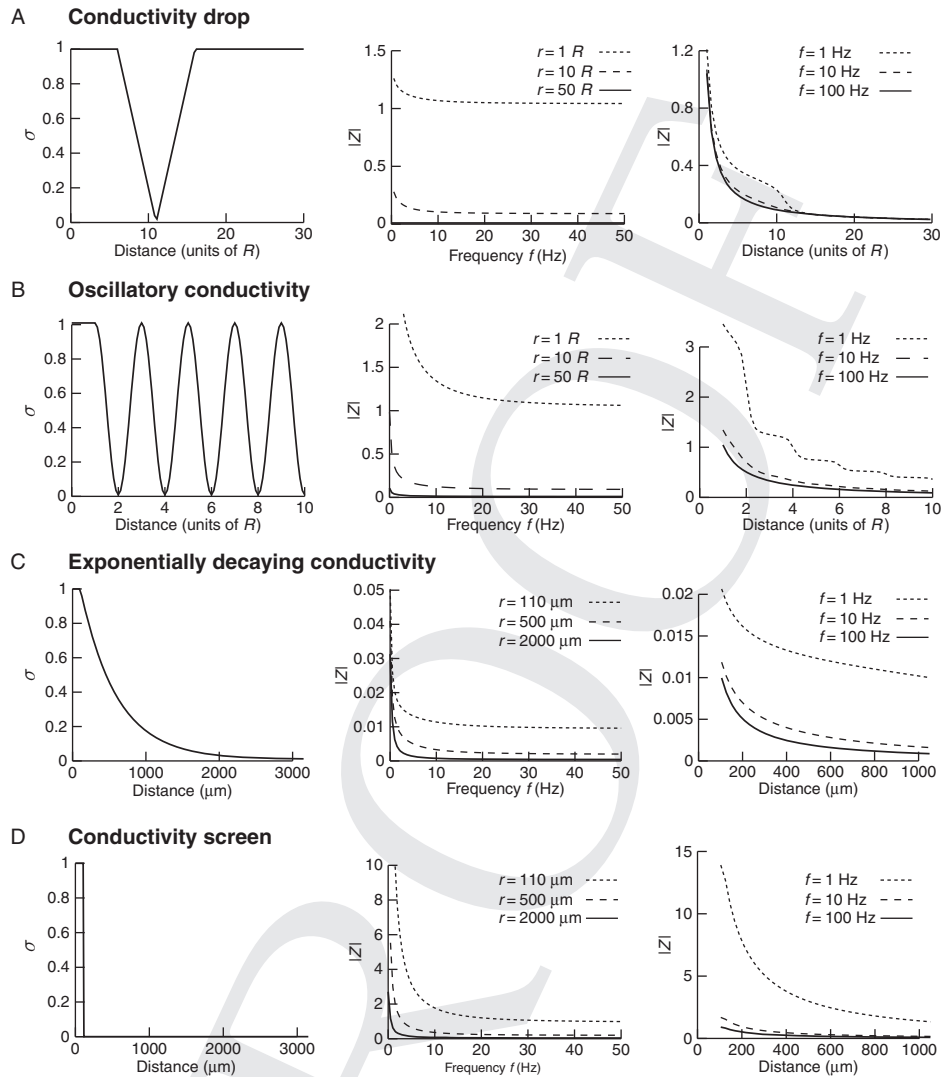 A Conductivity drop
1
0.8
0.6
0.4
0.2
0
σ
0 10 20 30
Distance (units of R)
1.5
1
0.5
0
|Z|
r = 1 R
r = 10 R
r = 50 R
0 10 20 30 40 50
Frequency f (Hz)
1.2
0.8
0.4
0
|Z|
f = 1 Hz
f = 10 Hz
f = 100 Hz
0 10 20 30
Distance (units of R)
B Oscillatory conductivity
1
0.8
0.6
0.4
0.2
0
σ
0 2 4 6 8 10
Distance (units of R)
2
1.5
1
0.5
0
|Z|
r = 1 R
r = 10 R
r = 50 R
0 10 20 30 40 50
Frequency f (Hz)
3
2
1
0
|Z|
f = 1 Hz
f = 10 Hz
f = 100 Hz
0 2 4 6 8 10
Distance (units of R)
C Exponentially decaying conductivity
1
0.8
0.6
0.4
0.2
0
σ
0 1000 2000 3000
Distance (μm)
0.05
0.04
0.03
0.02
0.01
0
|Z|
r = 110 μm
r = 500 μm
r = 2000 μm
0 10 20 30 40 50
Frequency f (Hz)
0.02
0.015
0.01
0.005
0
|Z|
f = 1 Hz
f = 10 Hz
f = 100 Hz
0 200 400 600 800 1000
Distance (μm)
D Conductivity screen
1
0.8
0.6
0.4
0.2
0
σ
0 1000 2000 3000
Distance (μm)
10
8
6
4
2
0
|Z|
r = 110 μm
r = 500 μm
r = 2000 μm
0 10 20 30 40 50
Frequency f (Hz)
15
10
5
0
|Z|
f = 1 Hz
f = 10 Hz
f = 100 Hz
0 200 400 600 800 1000
Distance (μm)
ROOF